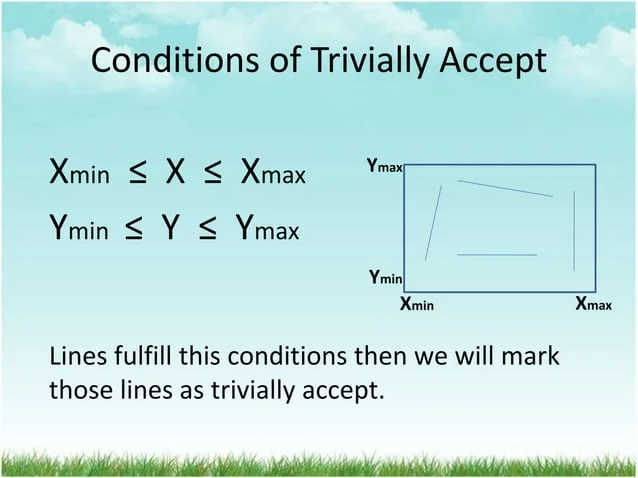 Conditions of Trivially Accept
Xmin ≤ X ≤ Xmax
Ymin ≤ Y ≤ Ymax
Ymax
Ymin
Xmin
Xmax
Lines fulfill this conditions then we will mark
those lines as trivially accept.